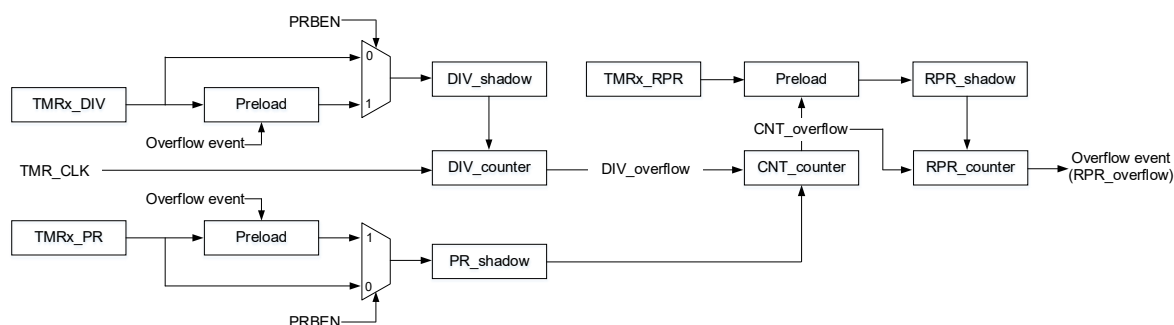 PRBEN
0
DIV_shadow
TMRx_RPR
Preload
RPR_shadow
TMRx_DIV
Preload
1
Overflow event
CNT_overflow
TMR_CLK
DIV_counter
DIV_overflow
CNT_counter
RPR_counter
Overflow event
(RPR_overflow)
Overflow event
TMRx_PR
Preload
1
PR_shadow
0
PRBEN